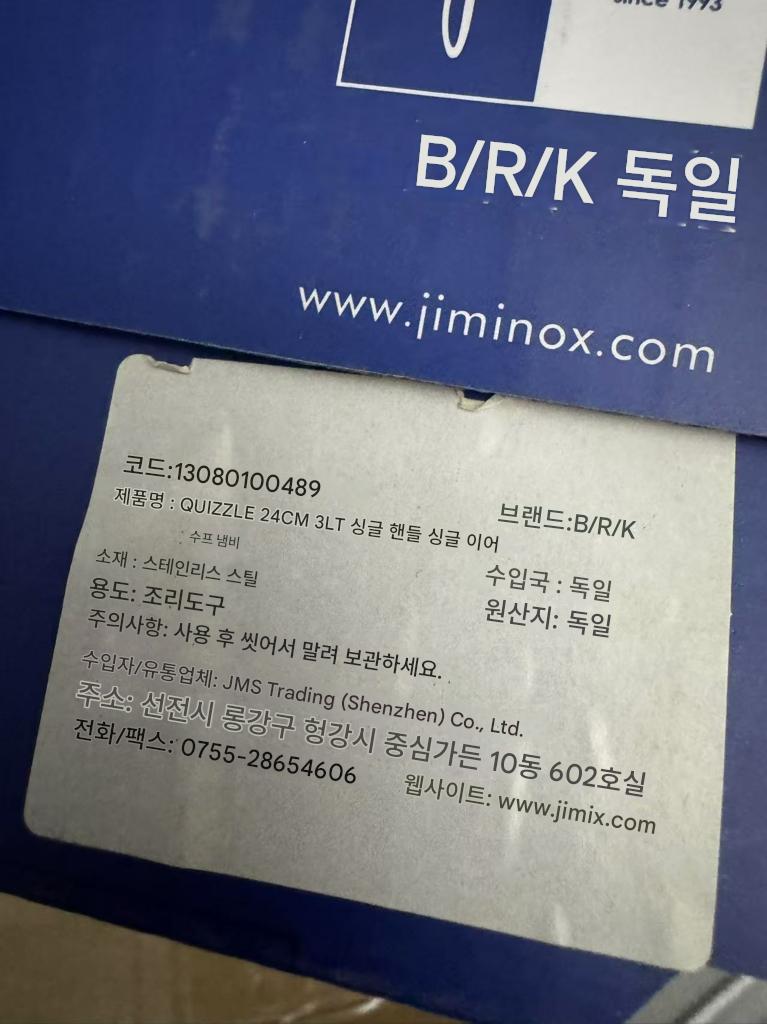 since 1993
B/R/K 독일
www.jiminox.com
코드:13080100489
브랜드:B/R/K
제품명 : QUIZZLE 24CM 3LT 싱글 핸들 싱글 이어
: 수프 냄비
소재 : 스테인리스 스틸
수입국 : 독일
용도: 조리도구
원산지: 독일
주의사항: 사용 후 씻어서 말려 보관하세요.
수입자/유통업체: JMS Trading (Shenzhen) Co., Ltd.
주소: 선전시 롱강구 헝강시 중심가든 10동 602호실
전화/팩스: 0755-28654606
웹사이트: www.jimix.com